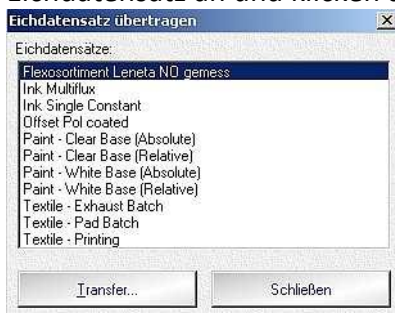 Eichdatensatz übertragen
Eichdatensätze:
Flexosortiment Leneta NO gemess
Ink Multiflux
Ink Single Constant
Offset Pol coated
Paint - Clear Base (Absolute)
Paint - Clear Base (Relative)
Paint - White Base (Absolute)
Paint - White Base (Relative)
Textile - Exhaust Batch
Textile - Pad Batch
Textile - Printing
Transfer...
Schließen